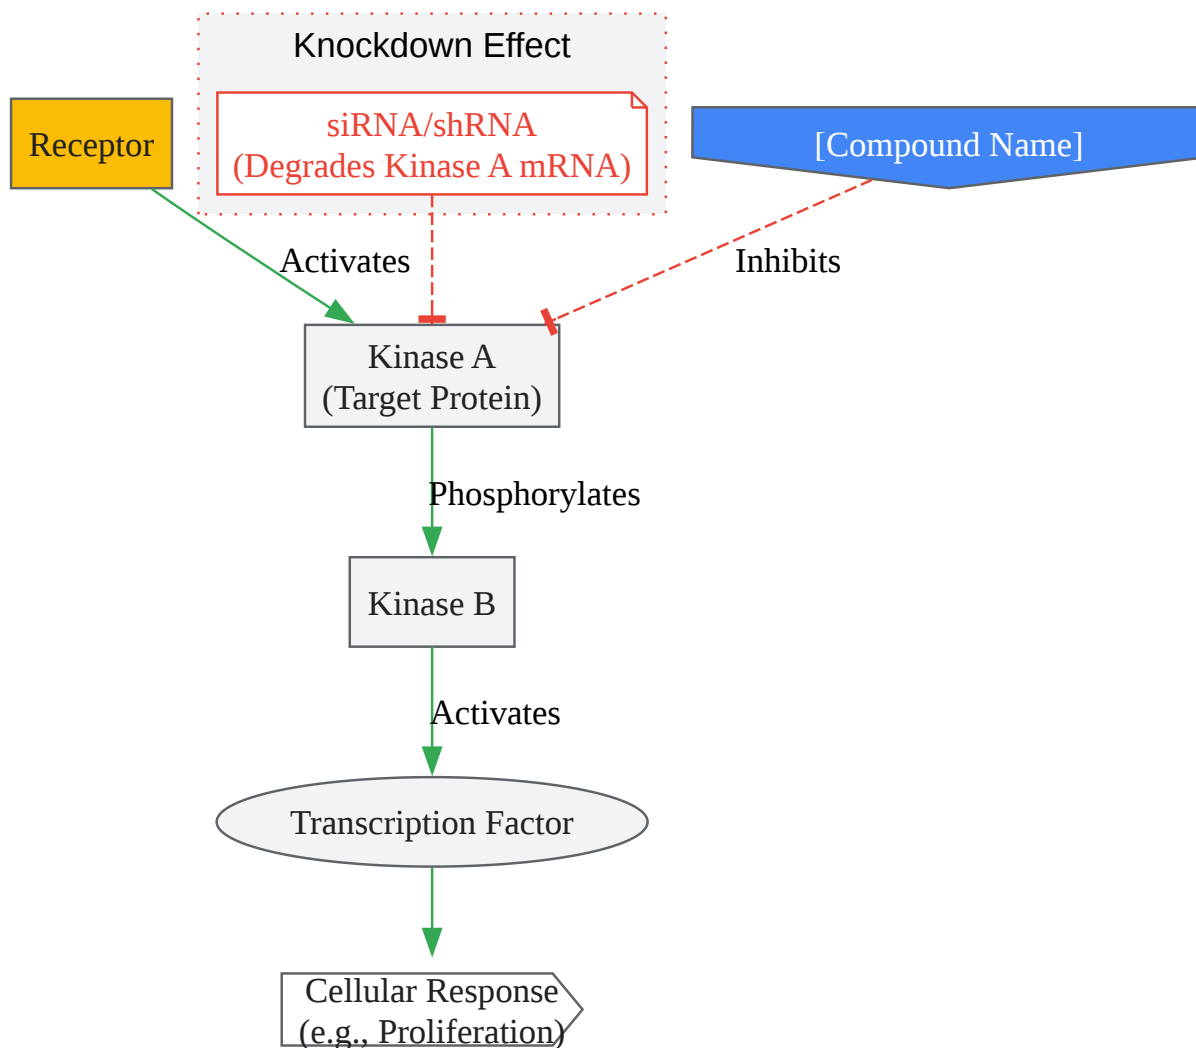 Knockdown Effect
Receptor
siRNA/shRNA
(Degrades Kinase A mRNA)
[Compound Name]
Activates
Inhibits
Kinase A
(Target Protein)
Phosphorylates
Kinase B
Activates
Transcription Factor
Cellular Response
(e.g., Proliferation)